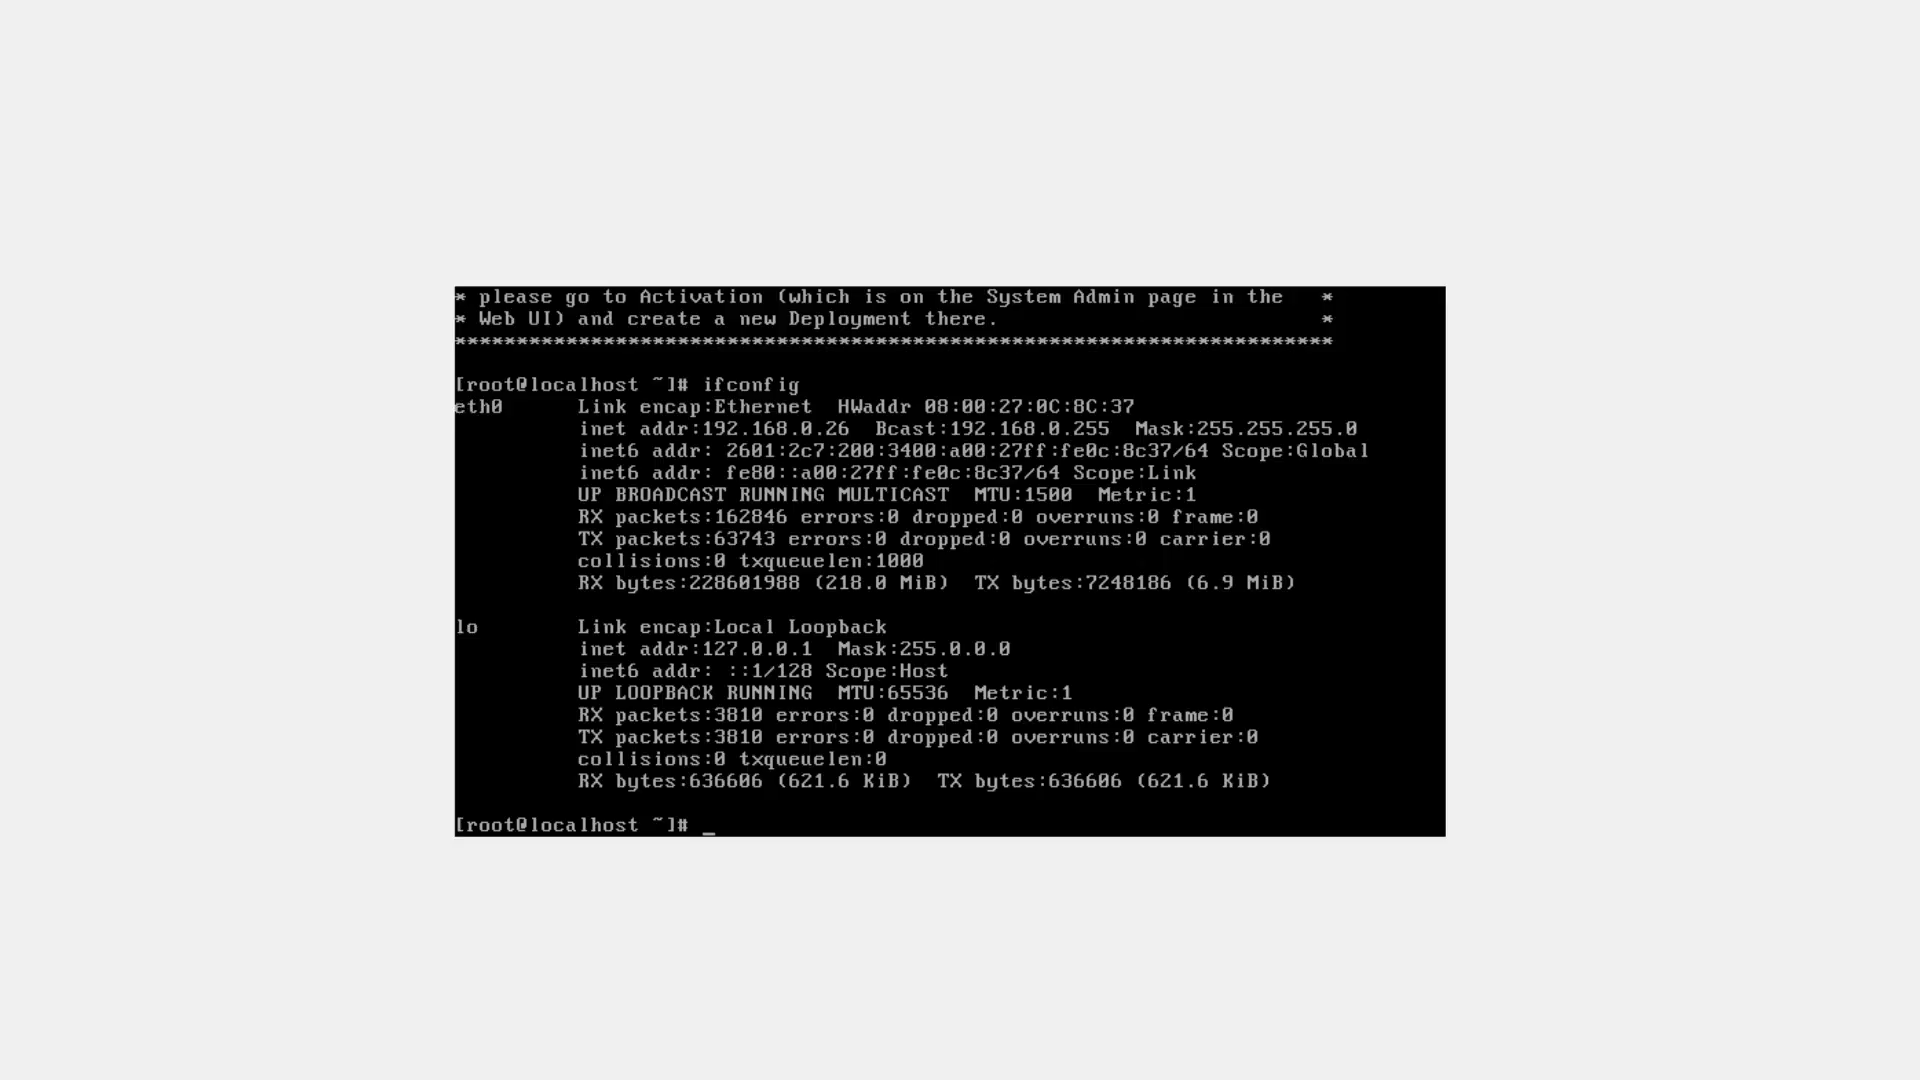 * please go to Activation (which is on the System Admin page in the *
* Web UI) and create a new Deployment there. *
***********************************************************************
[root@localhost ~]# ifconfig
eth0 Link encap:Ethernet HWaddr 08:00:27:0C:8C:37
inet addr:192.168.0.26 Bcast:192.168.0.255 Mask:255.255.255.0
inet6 addr: 2601:2c7:200:3400:a00:27ff:fe0c:8c37/64 Scope:Global
inet6 addr: fe80::a00:27ff:fe0c:8c37/64 Scope:Link
UP BROADCAST RUNNING MULTICAST MTU:1500 Metric:1
RX packets:162846 errors:0 dropped:0 overruns:0 frame:0
TX packets:63743 errors:0 dropped:0 overruns:0 carrier:0
collisions:0 txqueuelen:1000
RX bytes:228601988 (218.0 MiB) TX bytes:7248186 (6.9 MiB)
lo Link encap:Local Loopback
inet addr:127.0.0.1 Mask:255.0.0.0
inet6 addr: ::1/128 Scope:Host
UP LOOPBACK RUNNING MTU:65536 Metric:1
RX packets:3810 errors:0 dropped:0 overruns:0 frame:0
TX packets:3810 errors:0 dropped:0 overruns:0 carrier:0
collisions:0 txqueuelen:0
RX bytes:636606 (621.6 KiB) TX bytes:636606 (621.6 KiB)
[root@localhost ~]# _